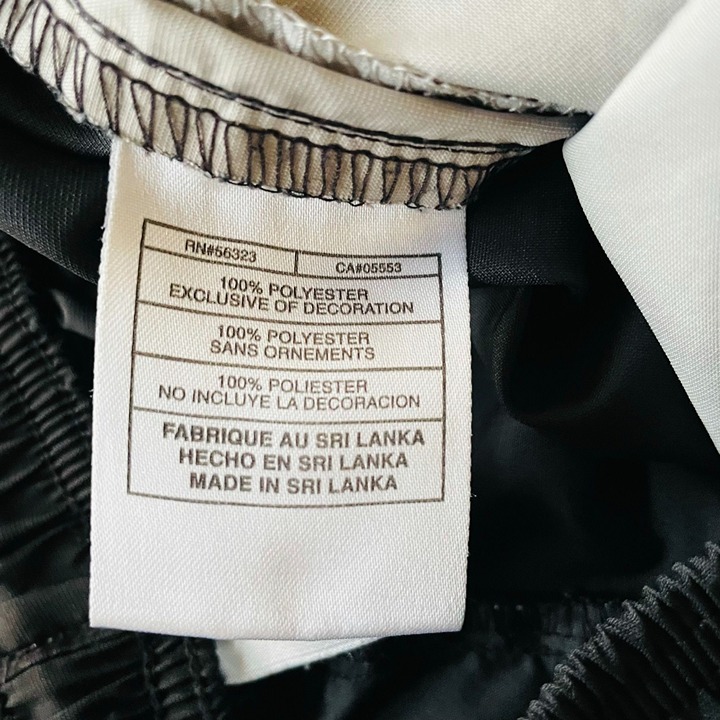 RN#56323 CA#05553
100% POLYESTER
EXCLUSIVE OF DECORATION
100% POLYESTER
SANS ORNEMENTS
100% POLIESTER
NO INCLUYE LA DECORACION
FABRIQUE AU SRI LANKA
HECHO EN SRI LANKA
MADE IN SRI LANKA